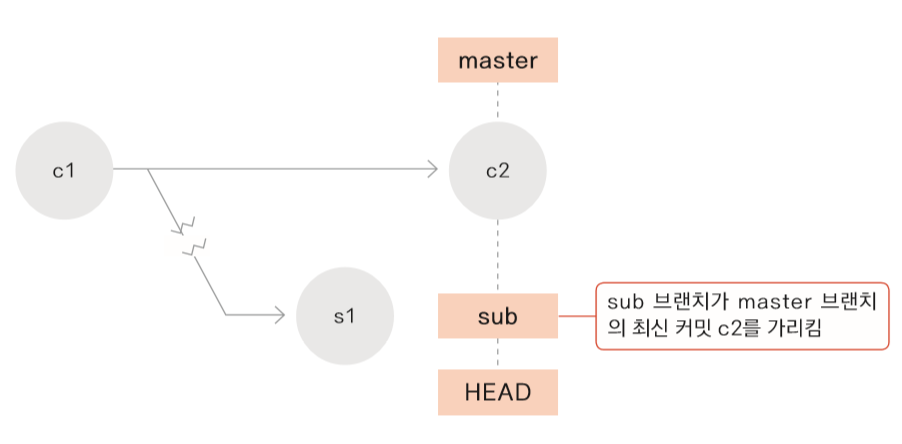 master
c1
c2
s1
sub
sub 브랜치가 master 브랜치
의 최신 커밋 c2를 가리킴
HEAD